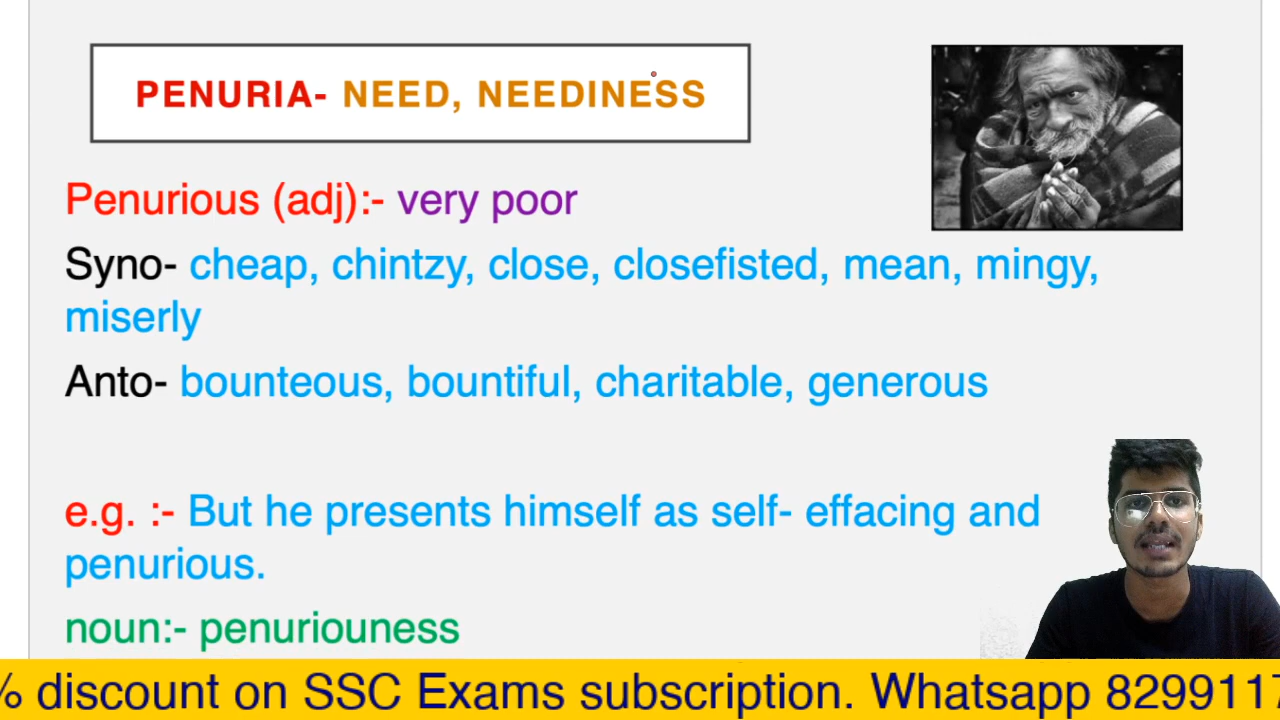 PENURIA- NEED, NEEDINESS
Penurious (adj):- very poor
Syno- cheap, chintzy, close, closefisted, mean, mingy,
miserly
Anto- bounteous, bountiful, charitable, generous
e.g. :- But he presents himself as self- effacing and
penurious.
noun:- penuriouness
% discount on SSC Exams subscription. Whatsapp 8299117